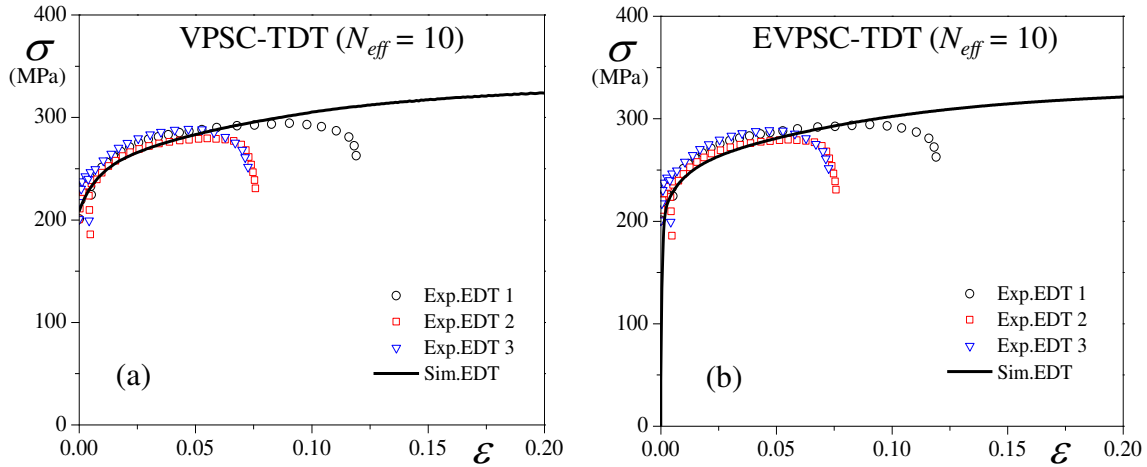 VPSC-TDT (N_eff = 10)
σ
(MPa)
400
300
200
100
0
Exp.EDT 1
Exp.EDT 2
Exp.EDT 3
Sim.EDT
(a)
0.00 0.05 0.10 0.15 0.20
ε
EVPSC-TDT (N_eff = 10)
σ
(MPa)
400
300
200
100
0
Exp.EDT 1
Exp.EDT 2
Exp.EDT 3
Sim.EDT
(b)
0.00 0.05 0.10 0.15 0.20
ε